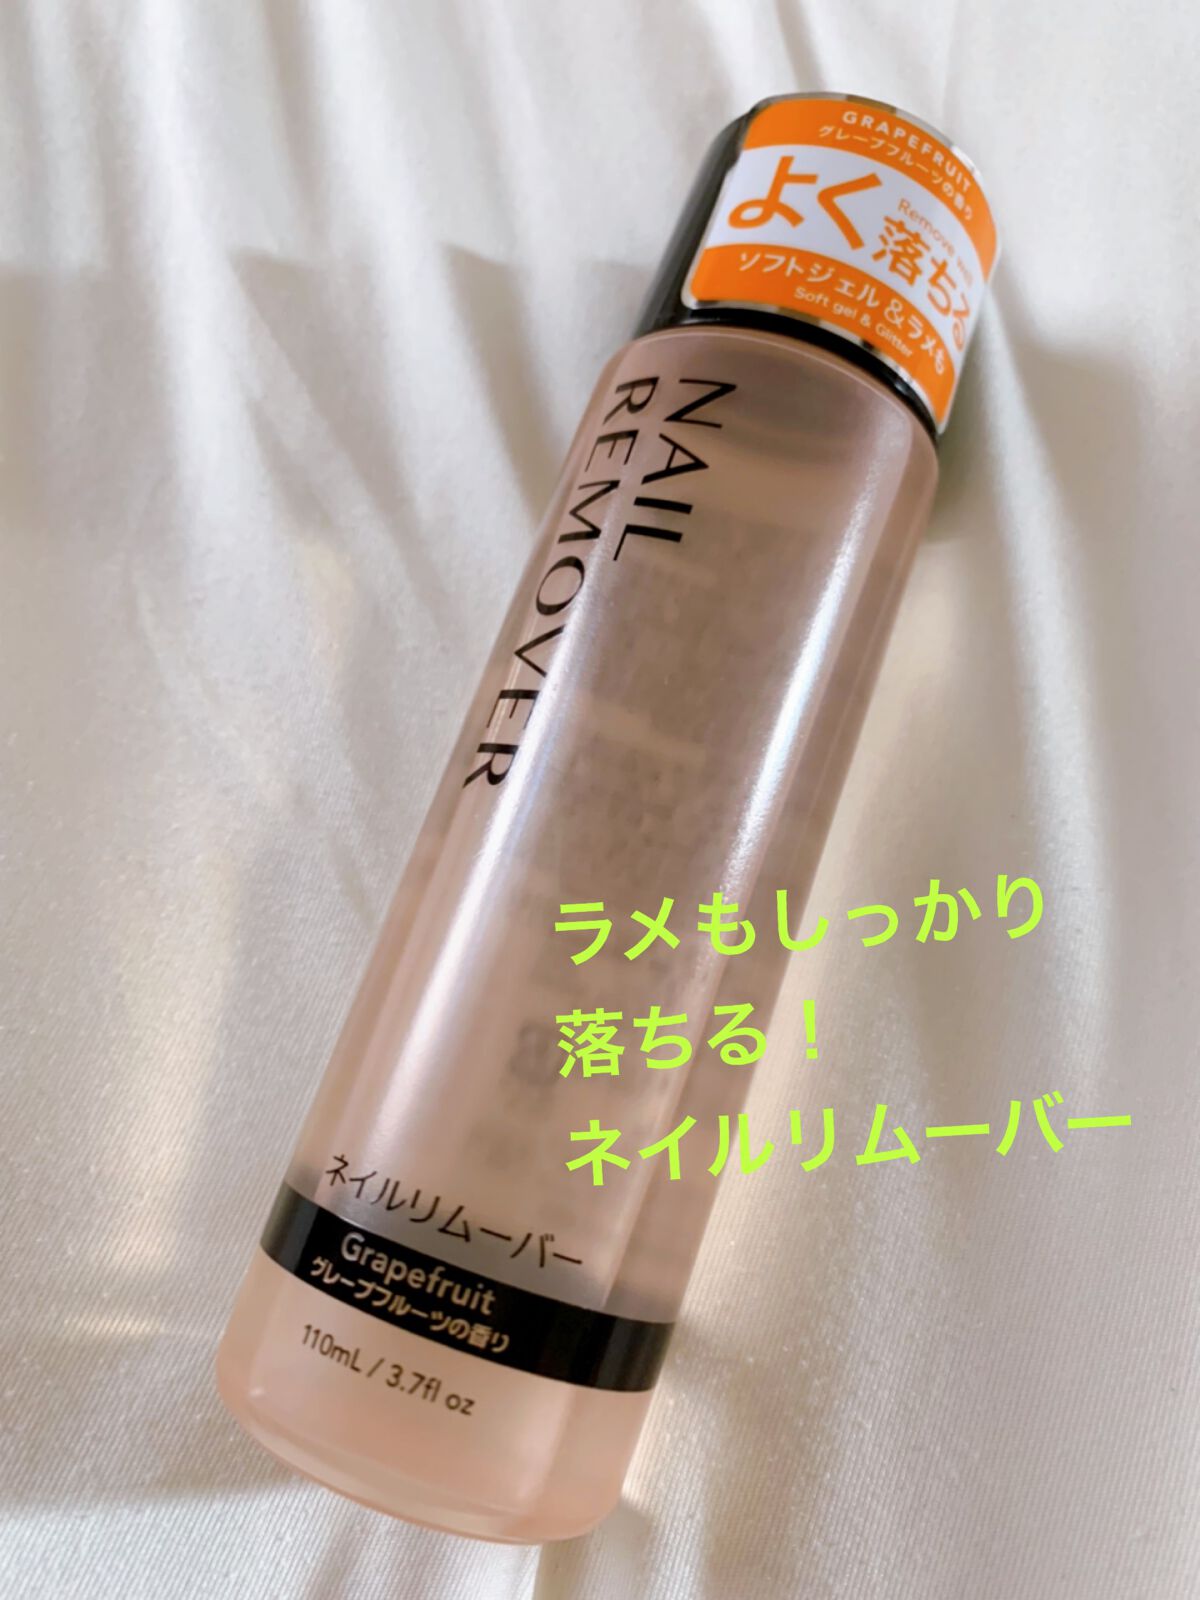 GRAPEFRUIT
グレープフルーツの香り
よく落ちる
Remove well
ソフトジェル&ラメも
Soft gel & Glitter
NAIL
REMOVER
ラメもしっかり
落ちる！
ネイルリムーバー
ネイルリムーバー
Grapefruit
グレープフルーツの香り
110mL / 3.7fl oz